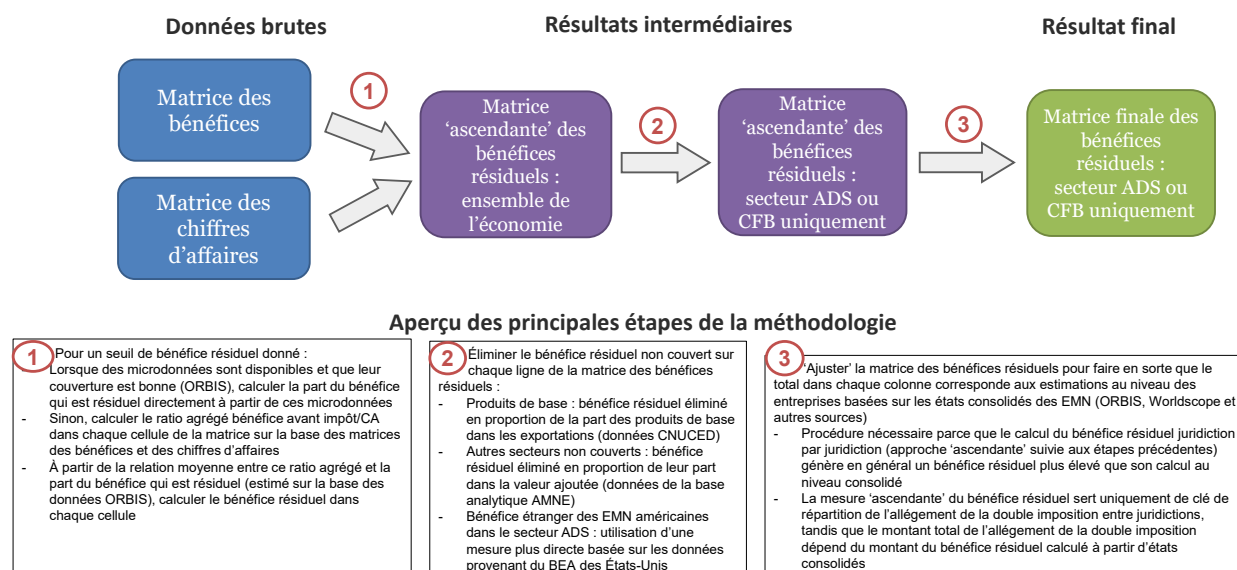 Données brutes
Résultats intermédiaires
Résultat final
Matrice des
bénéfices
Matrice des
chiffres
d'affaires
1
Matrice
'ascendante' des
bénéfices
résiduels :
ensemble de
l'économie
2
Matrice
'ascendante' des
bénéfices
résiduels :
secteur ADS ou
CFB uniquement
3
Matrice finale des
bénéfices
résiduels :
secteur ADS ou
CFB uniquement
Aperçu des principales étapes de la méthodologie
1
Pour un seuil de bénéfice résiduel donné :
Lorsque des microdonnées sont disponibles et que leur
couverture est bonne (ORBIS), calculer la part du bénéfice
qui est résiduel directement à partir de ces microdonnées
- Sinon, calculer le ratio agrégé bénéfice avant impôt/CA
dans chaque cellule de la matrice sur la base des matrices
des bénéfices et des chiffres d'affaires
- À partir de la relation moyenne entre ce ratio agrégé et la
part du bénéfice qui est résiduel (estimé sur la base des
données ORBIS), calculer le bénéfice résiduel dans
chaque cellule
2
Éliminer le bénéfice résiduel non couvert sur
chaque ligne de la matrice des bénéfices
résiduels :
- Produits de base : bénéfice résiduel éliminé
en proportion de la part des produits de base
dans les exportations (données CNUCED)
- Autres secteurs non couverts : bénéfice
résiduel éliminé en proportion de leur part
dans la valeur ajoutée (données de la base
analytique AMNE)
- Bénéfice étranger des EMN américaines
dans le secteur ADS : utilisation d'une
mesure plus directe basée sur les données
provenant du BEA des États-Unis
3
'Ajuster' la matrice des bénéfices résiduels pour faire en sorte que le
total dans chaque colonne corresponde aux estimations au niveau des
entreprises basées sur les états consolidés des EMN (ORBIS, Worldscope et
autres sources)
- Procédure nécessaire parce que le calcul du bénéfice résiduel juridiction
par juridiction (approche 'ascendante' suivie aux étapes précédentes)
génère en général un bénéfice résiduel plus élevé que son calcul au
niveau consolidé
- La mesure 'ascendante' du bénéfice résiduel sert uniquement de clé de
répartition de l'allégement de la double imposition entre juridictions,
tandis que le montant total de l'allégement de la double imposition
dépend du montant du bénéfice résiduel calculé à partir d'états
consolidés